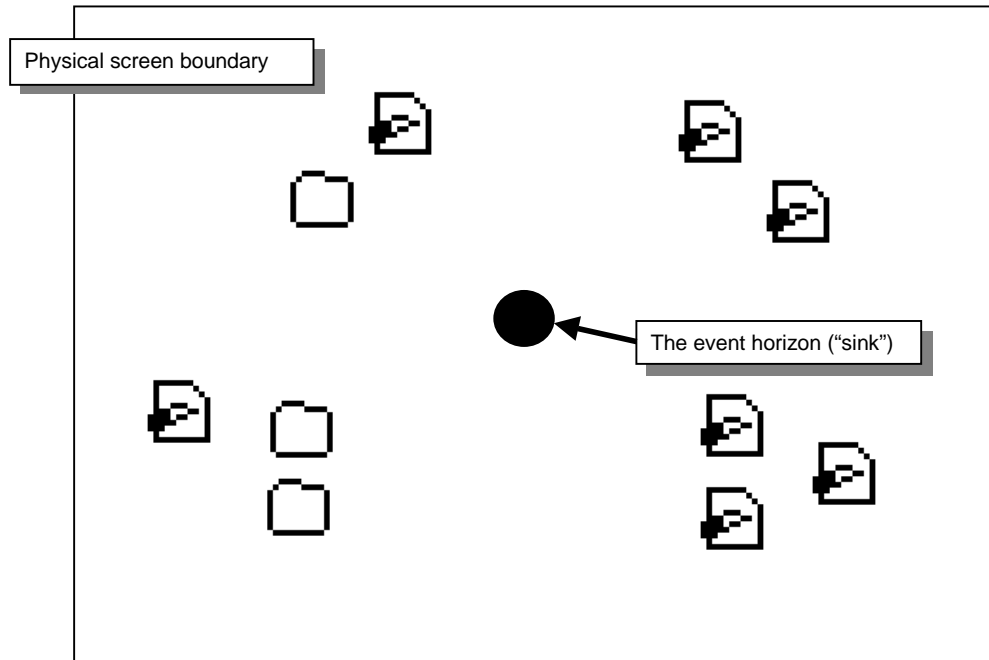 Physical screen boundary
The event horizon (“sink”)